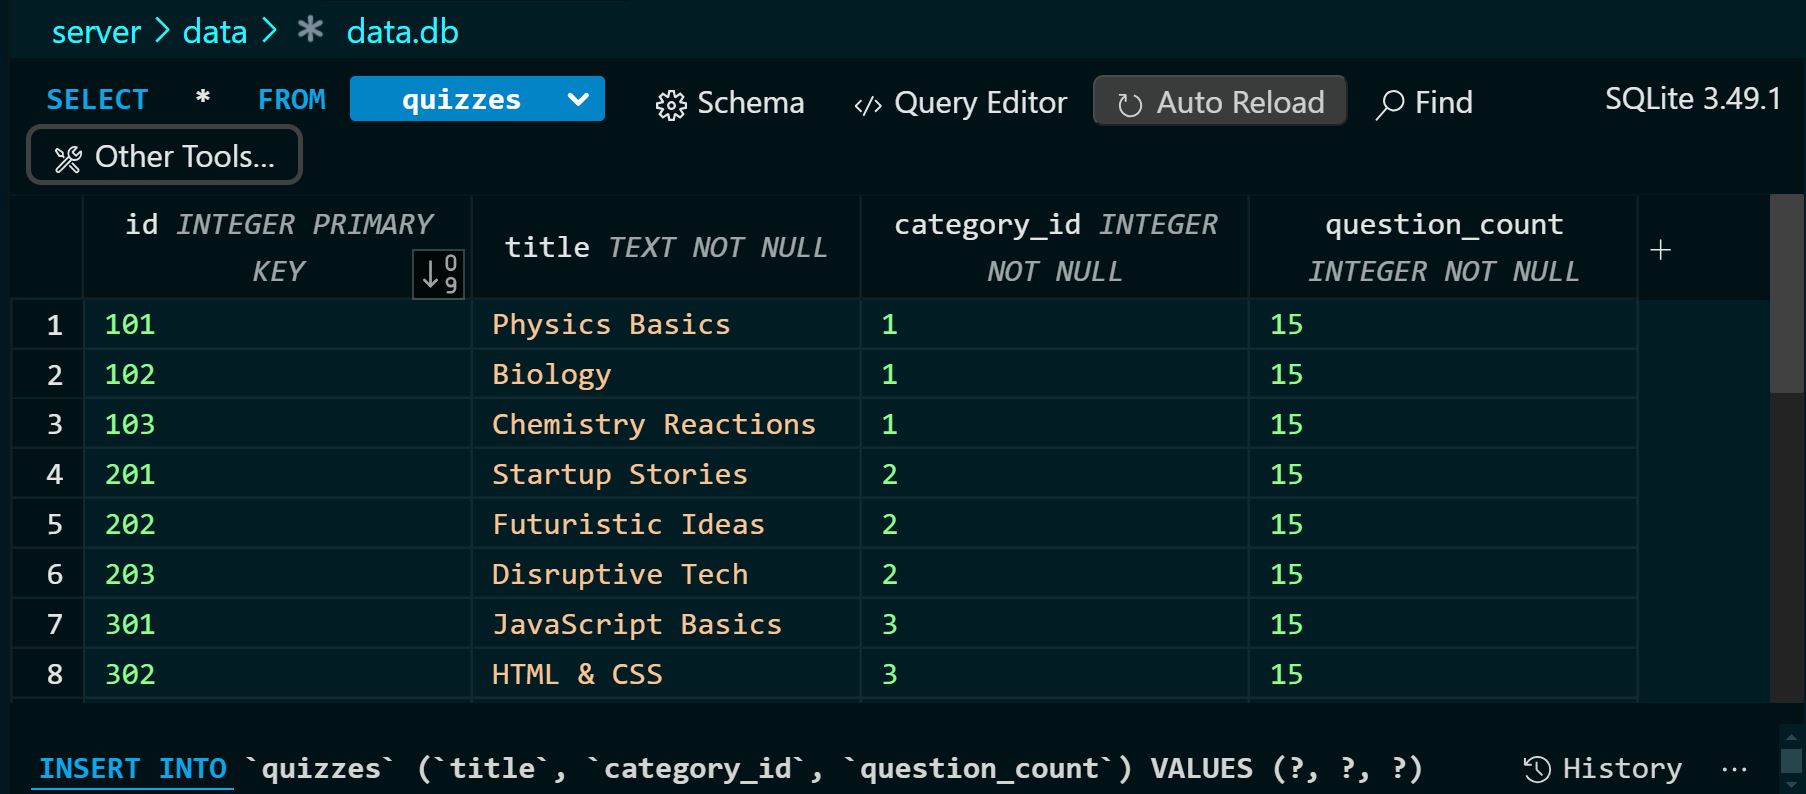 server > data > * data.db
SELECT * FROM quizzes Schema </> Query Editor Auto Reload Find SQLite 3.49.1
Other Tools...
id INTEGER PRIMARY KEY title TEXT NOT NULL category_id INTEGER NOT NULL question_count INTEGER NOT NULL +
1 101 Physics Basics 1 15
2 102 Biology 1 15
3 103 Chemistry Reactions 1 15
4 201 Startup Stories 2 15
5 202 Futuristic Ideas 2 15
6 203 Disruptive Tech 2 15
7 301 JavaScript Basics 3 15
8 302 HTML & CSS 3 15
INSERT INTO `quizzes` (`title`, `category_id`, `question_count`) VALUES (?, ?, ?) History ...